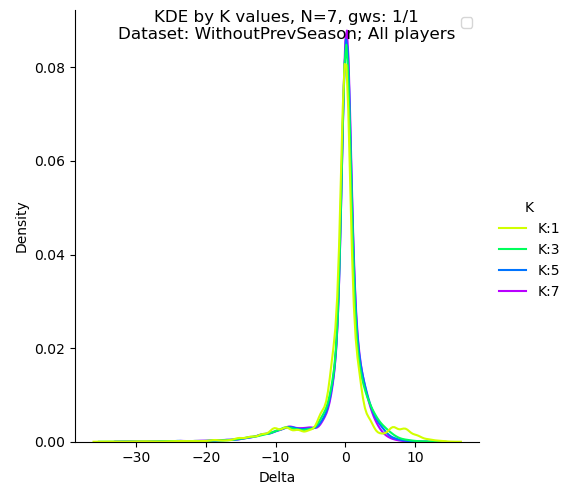 KDE by K values, N=7, gws: 1/1
Dataset: WithoutPrevSeason; All players
0.08
0.06
0.04
0.02
0.00
Density
−30
−20
−10
0
10
Delta
K
K:1
K:3
K:5
K:7